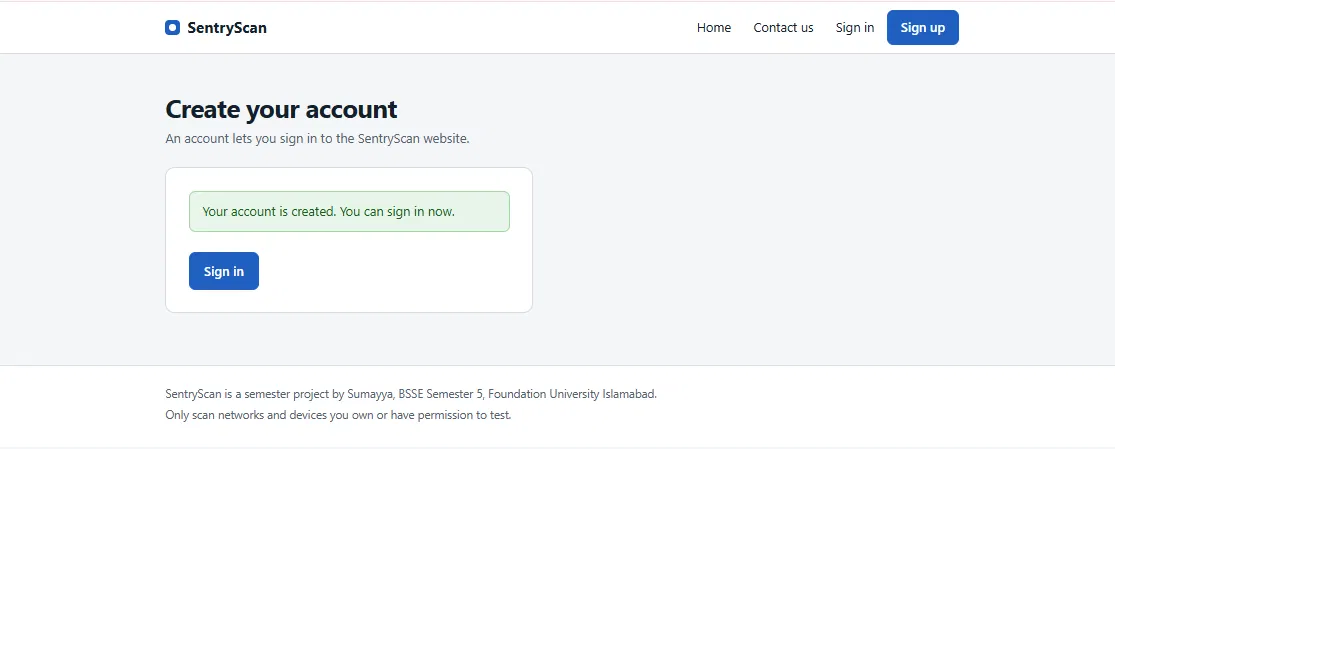 SentryScan
Home
Contact us
Sign in
Sign up
Create your account
An account lets you sign in to the SentryScan website.
Your account is created. You can sign in now.
Sign in
SentryScan is a semester project by Sumayya, BSSE Semester 5, Foundation University Islamabad.
Only scan networks and devices you own or have permission to test.